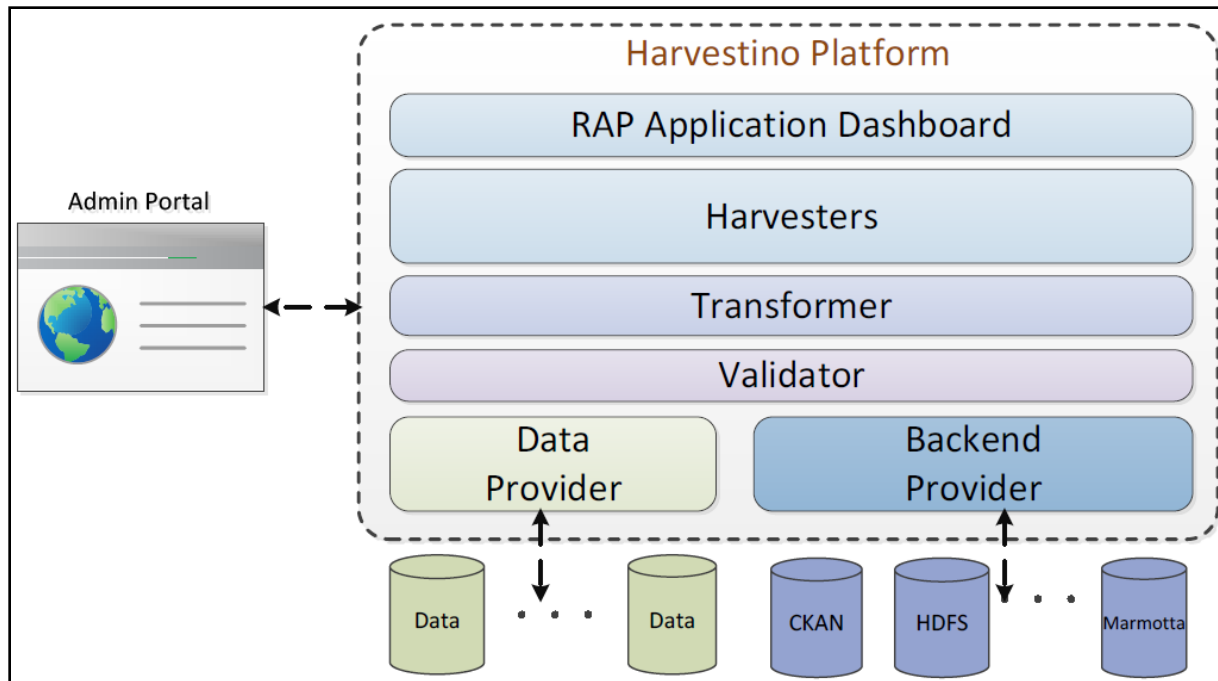 Harvestino Platform
RAP Application Dashboard
Admin Portal
Harvesters
Transformer
Validator
Data
Provider
Backend
Provider
Data
Data
CKAN
HDFS
Marmotta